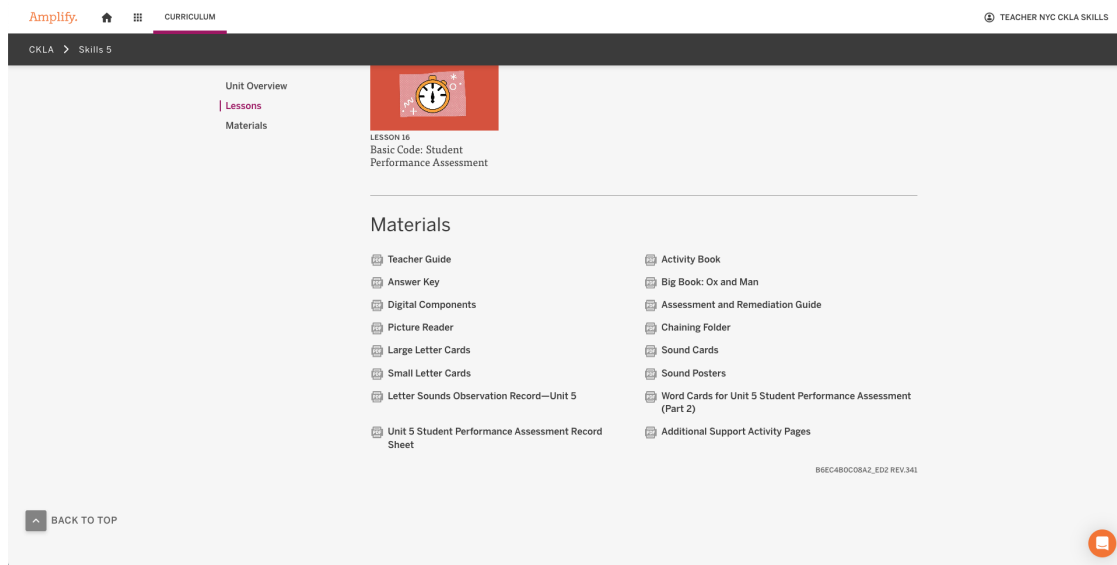 Amplify.
CURRICULUM
TEACHER NYC CKLA SKILLS
CKLA > Skills 5
Unit Overview
Lessons
Materials
LESSON 16
Basic Code: Student
Performance Assessment
Materials
Teacher Guide
Activity Book
Answer Key
Big Book: Ox and Man
Digital Components
Assessment and Remediation Guide
Picture Reader
Chaining Folder
Large Letter Cards
Sound Cards
Small Letter Cards
Sound Posters
Letter Sounds Observation Record—Unit 5
Word Cards for Unit 5 Student Performance Assessment
(Part 2)
Unit 5 Student Performance Assessment Record
Sheet
Additional Support Activity Pages
B6EC4B0C08A2_ED2 REV.341
BACK TO TOP